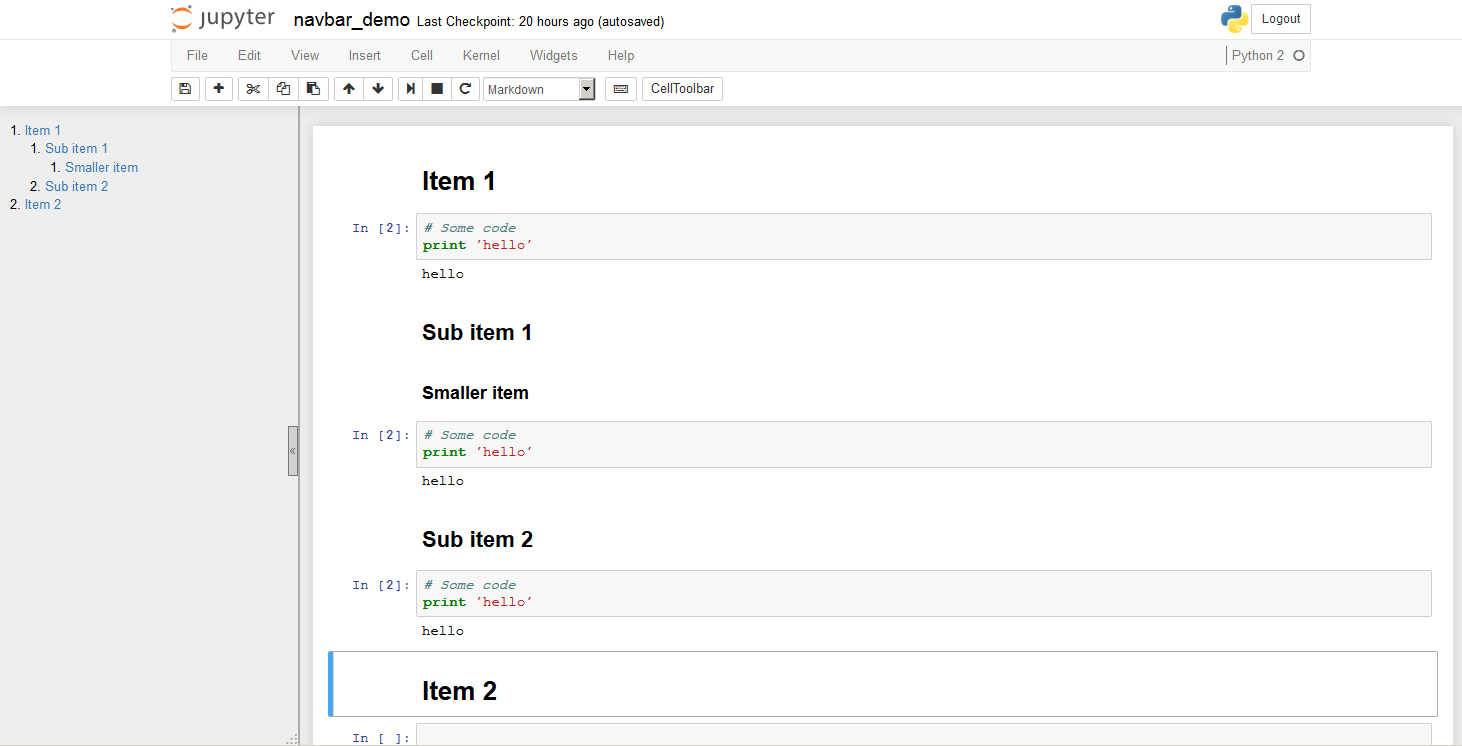 jupyter navbar_demo Last Checkpoint: 20 hours ago (autosaved) Logout
File Edit View Insert Cell Kernel Widgets Help Python 2
Markdown CellToolbar
1. Item 1
1. Sub item 1
1. Smaller item
2. Sub item 2
2. Item 2
«
Item 1
In [2]: # Some code
print 'hello'
hello
Sub item 1
Smaller item
In [2]: # Some code
print 'hello'
hello
Sub item 2
In [2]: # Some code
print 'hello'
hello
Item 2
In [ ]: